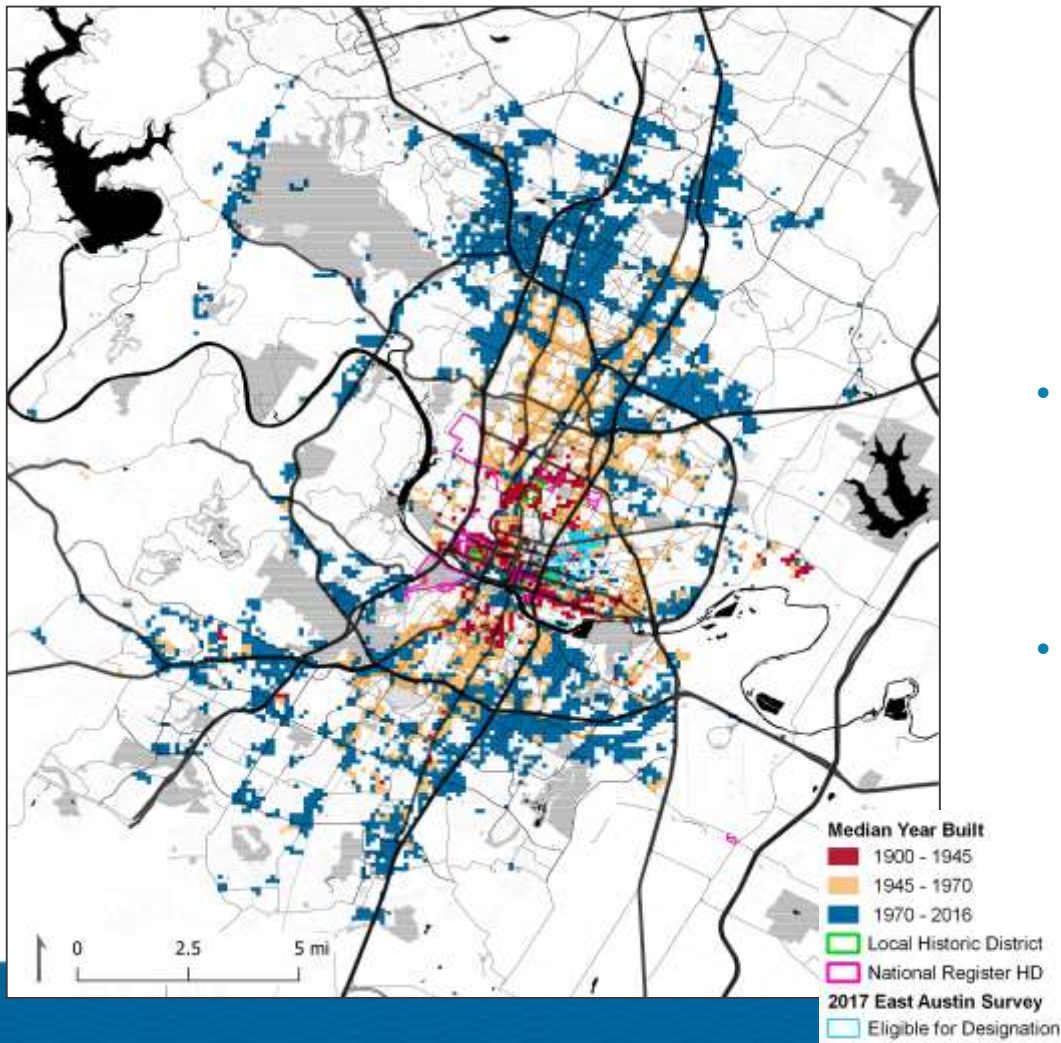 0 2.5 5 mi
Median Year Built
1900 - 1945
1945 - 1970
1970 - 2016
Local Historic District
National Register HD
2017 East Austin Survey
Eligible for Designation